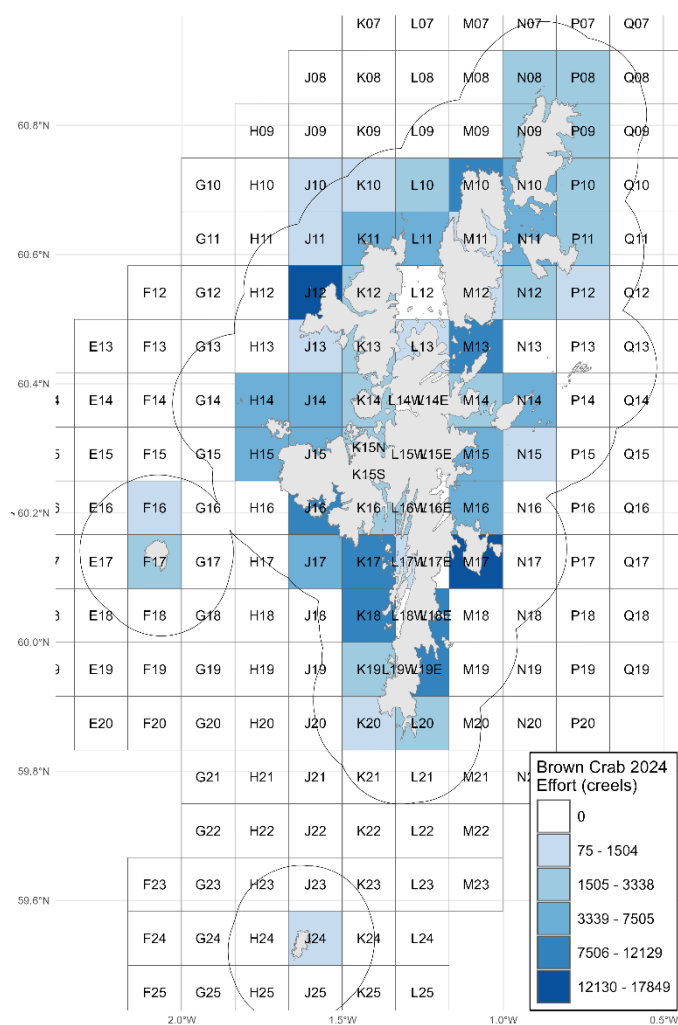 K07 L07 M07 N07 P07 Q07
J08 K08 L08 M08 N08 P08 Q08
60.8°N
H09 J09 K09 L09 M09 N09 P09 Q09
G10 H10 J10 K10 L10 M10 N10 P10 Q10
G11 H11 J11 K11 L11 M11 N11 P11 Q11
60.6°N
F12 G12 H12 J12 K12 L12 M12 N12 P12 Q12
E13 F13 G13 H13 J13 K13 L13 M13 N13 P13 Q13
60.4°N
4 E14 F14 G14 H14 J14 K14 L14W L14E M14 N14 P14 Q14
K15N
5 E15 F15 G15 H15 J15 L15W L15E M15 N15 P15 Q15
K15S
60.2°N
6 E16 F16 G16 H16 J16 K16 L16W L16E M16 N16 P16 Q16
7 E17 F17 G17 H17 J17 K17 L17W L17E M17 N17 P17 Q17
8 E18 F18 G18 H18 J18 K18 L18W L18E M18 N18 P18 Q18
60.0°N
9 E19 F19 G19 H19 J19 K19 L19W L19E M19 N19 P19 Q19
E20 F20 G20 H20 J20 K20 L20 M20 N20 P20
59.8°N
G21 H21 J21 K21 L21 M21
G22 H22 J22 K22 L22 M22
F23 G23 H23 J23 K23 L23 M23
59.6°N
F24 G24 H24 J24 K24 L24
F25 G25 H25 J25 K25 L25
Brown Crab 2024
Effort (creels)
0
75 - 1504
1505 - 3338
3339 - 7505
7506 - 12129
12130 - 17849
2.0°W 1.5°W 1.0°W 0.5°W